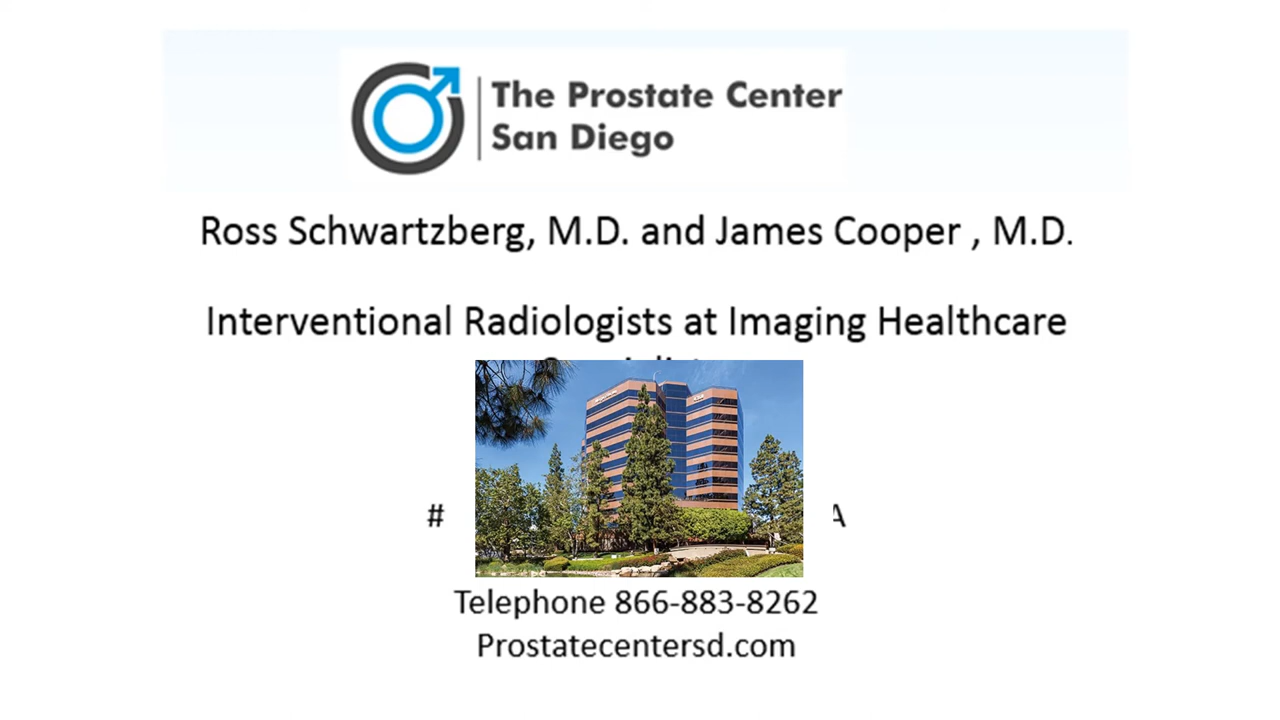 The Prostate Center
San Diego
Ross Schwartzberg, M.D. and James Cooper , M.D.
Interventional Radiologists at Imaging Healthcare
#
A
Telephone 866-883-8262
Prostatecentersd.com